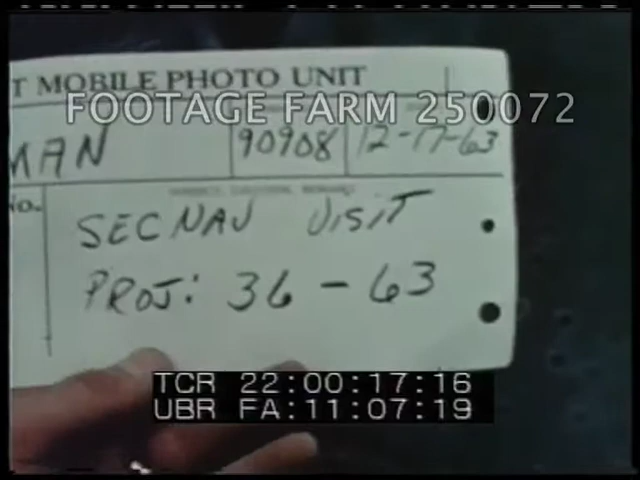 T MOBILE PHOTO UNIT
FOOTAGE FARM 250072
MAN 90908 12-17-63
No.
SECNAV VISIT
PROJ: 36-63
TCR 22:00:17:16
UBR FA:11:07:19